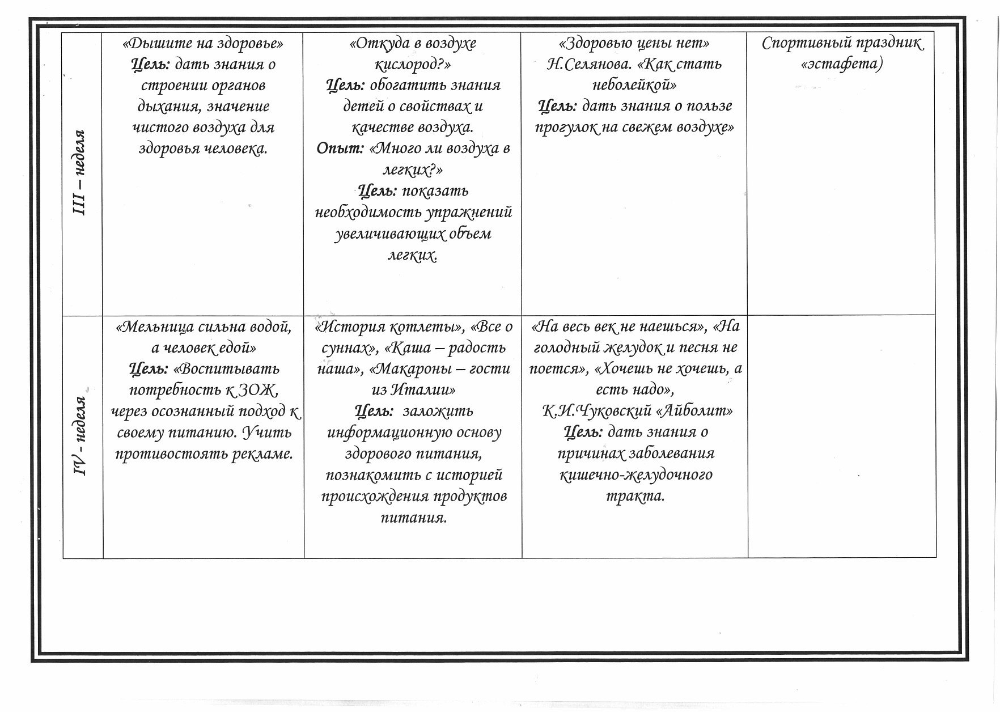 III – неделя
«Дышите на здоровье»
Цель: дать знания о
строении органов
дыхания, значение
чистого воздуха для
здоровья человека.
«Откуда в воздухе
кислород?»
Цель: обогатить знания
детей о свойствах и
качестве воздуха.
Опыт: «Много ли воздуха в
легких?»
Цель: показать
необходимость упражнений
увеличивающих объем
легких.
«Здоровью цены нет»
Н.Селянова. «Как стать
неболейкой»
Цель: дать знания о пользе
прогулок на свежем воздухе»
Спортивный праздник
«эстафета)
IV - неделя
«Мельница сильна водой,
а человек едой»
Цель: «Воспитывать
потребность к ЗОЖ,
через осознанный подход к
своему питанию. Учить
противостоять рекламе.
«История котлеты», «Все о
суннах», «Каша – радость
наша», «Макароны – гости
из Италии»
Цель: заложить
информационную основу
здорового питания,
познакомить с историей
происхождения продуктов
питания.
«На весь век не наешься», «На
голодный желудок и песня не
поется», «Хочешь не хочешь, а
есть надо»,
К.И.Чуковский «Айболит»
Цель: дать знания о
причинах заболевания
кишечно-желудочного
тракта.